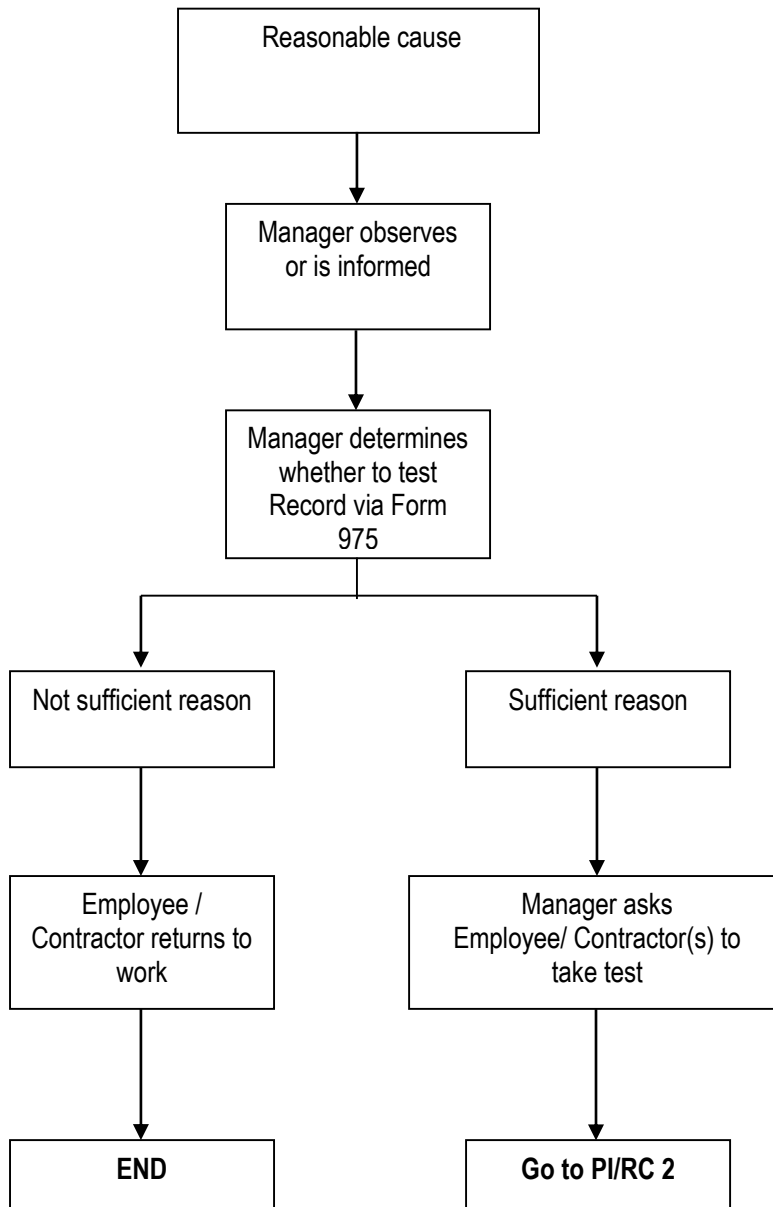 Reasonable cause
Manager observes
or is informed
Manager determines
whether to test
Record via Form
975
Not sufficient reason
Sufficient reason
Employee /
Contractor returns to
work
Manager asks
Employee/ Contractor(s) to
take test
END
Go to PI/RC 2